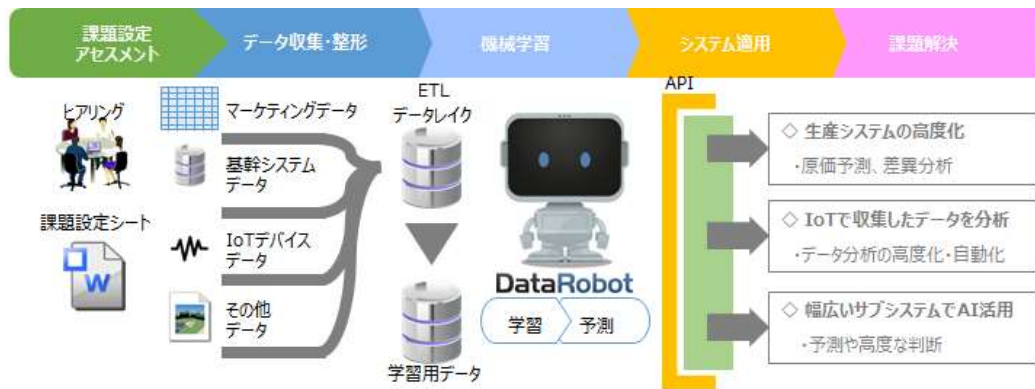 課題設定
アセスメント
データ収集・整形
機械学習
システム適用
課題解決
ヒアリング
課題設定シート
W
マーケティングデータ
基幹システム
データ
IoTデバイス
データ
その他
データ
ETL
データレイク
学習用データ
DataRobot
学習
予測
API
◇ 生産システムの高度化
・原価予測、差異分析
◇ IoTで収集したデータを分析
・データ分析の高度化・自動化
◇ 幅広いサブシステムでAI活用
・予測や高度な判断